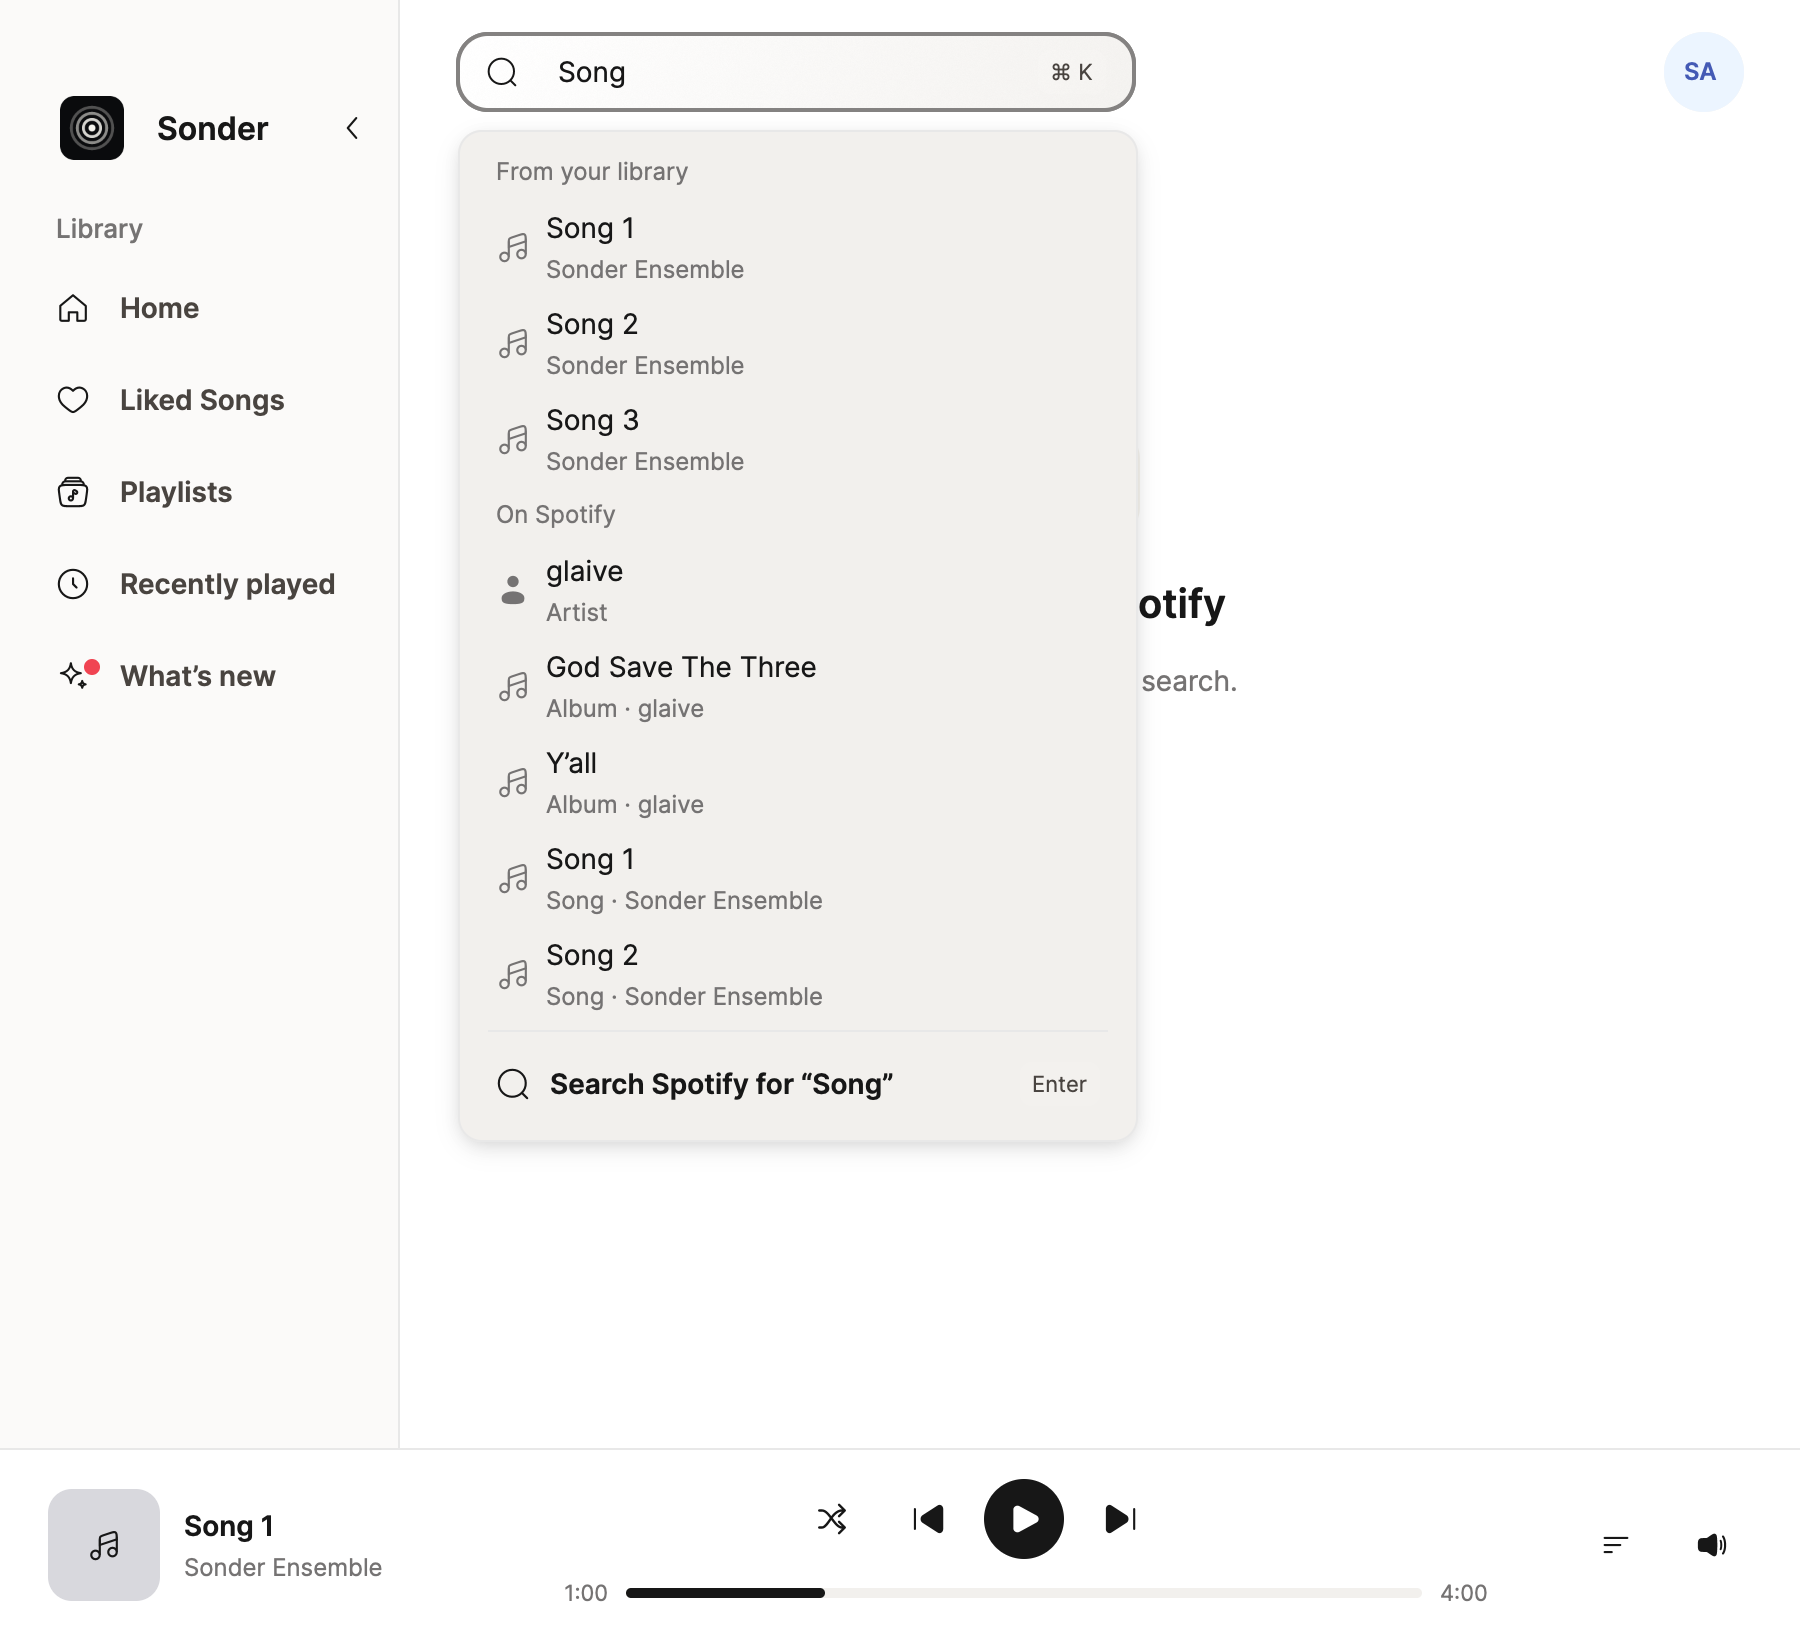 Song
⌘ K
SA
Sonder
Library
Home
Liked Songs
Playlists
Recently played
What’s new
From your library
Song 1
Sonder Ensemble
Song 2
Sonder Ensemble
Song 3
Sonder Ensemble
On Spotify
glaive
Artist
God Save The Three
Album · glaive
Y’all
Album · glaive
Song 1
Song · Sonder Ensemble
Song 2
Song · Sonder Ensemble
Search Spotify for “Song”
Enter
otify
search.
Song 1
Sonder Ensemble
1:00
4:00